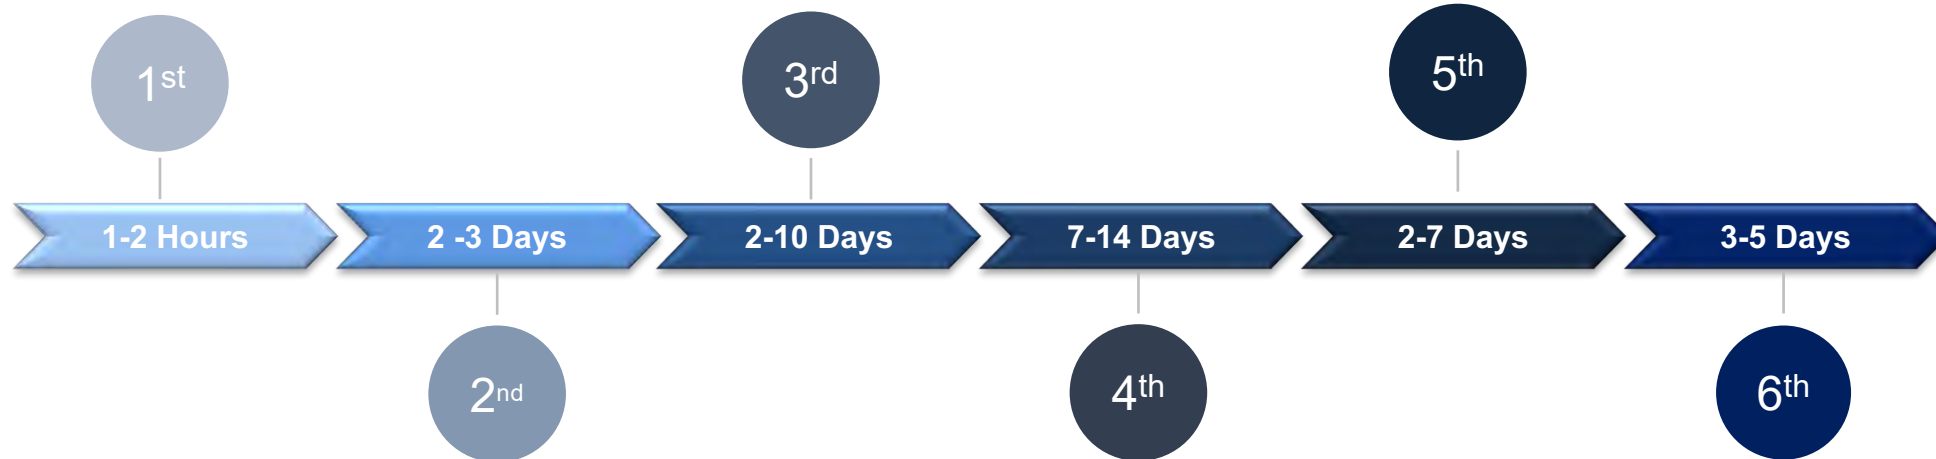 1st
3rd
5th
1-2 Hours
2 -3 Days
2-10 Days
7-14 Days
2-7 Days
3-5 Days
2nd
4th
6th